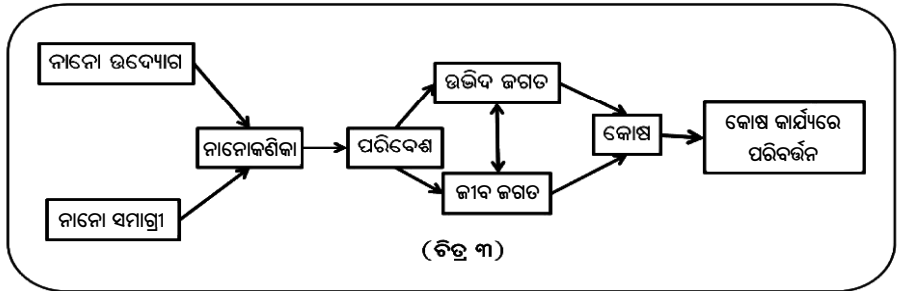 ନାନୋ ଉଦ୍ୟୋଗ
ନାନୋ ସମାଗ୍ରୀ
ନାନୋକଣିକା
ପରିବେଶ
ଉଦ୍ଭିଦ ଜଗତ
ଜୀବ ଜଗତ
କୋଷ
କୋଷ କାର୍ଯ୍ୟରେ
ପରିବର୍ତ୍ତନ
(ଚିତ୍ର ୩)